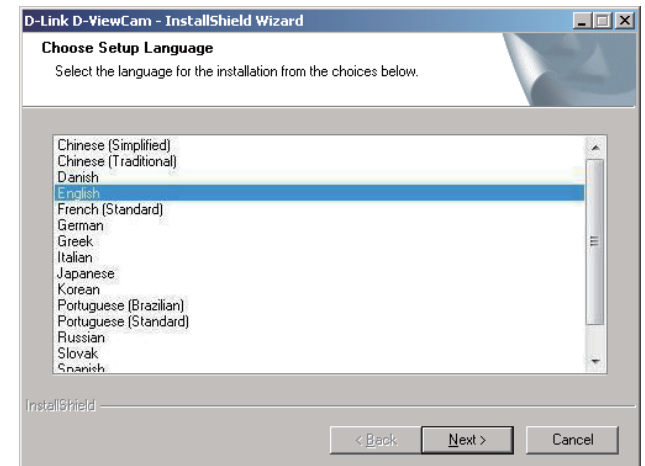 D-Link D-ViewCam - InstallShield Wizard
Choose Setup Language
Select the language for the installation from the choices below.
Chinese (Simplified)
Chinese (Traditional)
Danish
English
French (Standard)
German
Greek
Italian
Japanese
Korean
Portuguese (Brazilian)
Portuguese (Standard)
Russian
Slovak
Spanish
InstallShield
< Back
Next >
Cancel